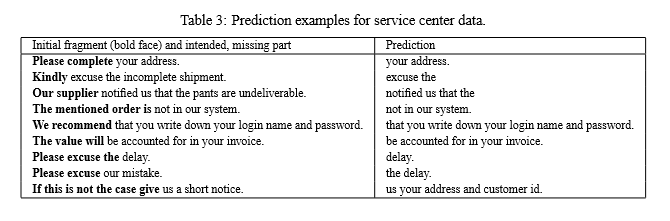 Table 3: Prediction examples for service center data.
Initial fragment (bold face) and intended, missing part Prediction
Please complete your address. your address.
Kindly excuse the incomplete shipment. excuse the
Our supplier notified us that the pants are undeliverable. notified us that the
The mentioned order is not in our system. not in our system.
We recommend that you write down your login name and password. that you write down your login name and password.
The value will be accounted for in your invoice. be accounted for in your invoice.
Please excuse the delay. delay.
Please excuse our mistake. the delay.
If this is not the case give us a short notice. us your address and customer id.